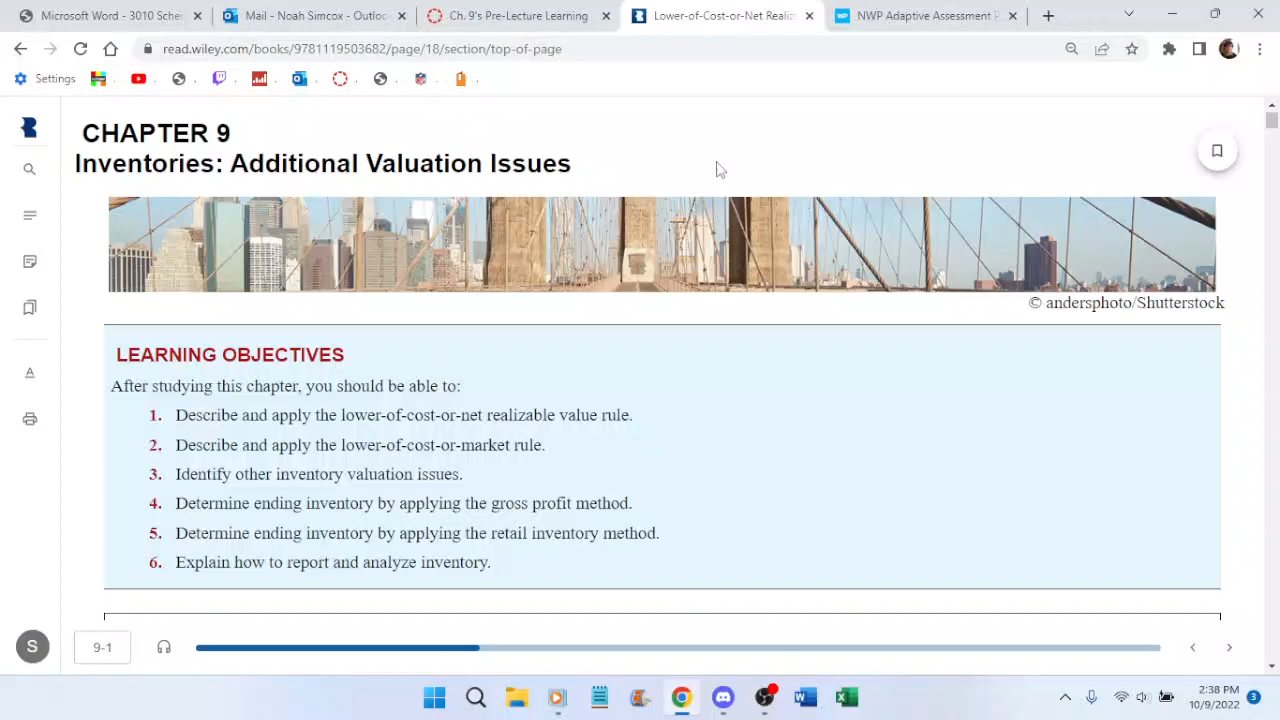 Microsoft Word - 3010 Sche
Mail - Noah Simcox - Outloo
Ch. 9's Pre-Lecture Learning
Lower-of-Cost-or-Net Realiz
WP
NWP Adaptive Assessment P
read.wiley.com/books/9781119503682/page/18/section/top-of-page
Settings
CHAPTER 9
Inventories: Additional Valuation Issues
© andersphoto/Shutterstock
LEARNING OBJECTIVES
After studying this chapter, you should be able to:
1. Describe and apply the lower-of-cost-or-net realizable value rule.
2. Describe and apply the lower-of-cost-or-market rule.
3. Identify other inventory valuation issues.
4. Determine ending inventory by applying the gross profit method.
5. Determine ending inventory by applying the retail inventory method.
6. Explain how to report and analyze inventory.
S
9-1
2:38 PM
10/9/2022
3